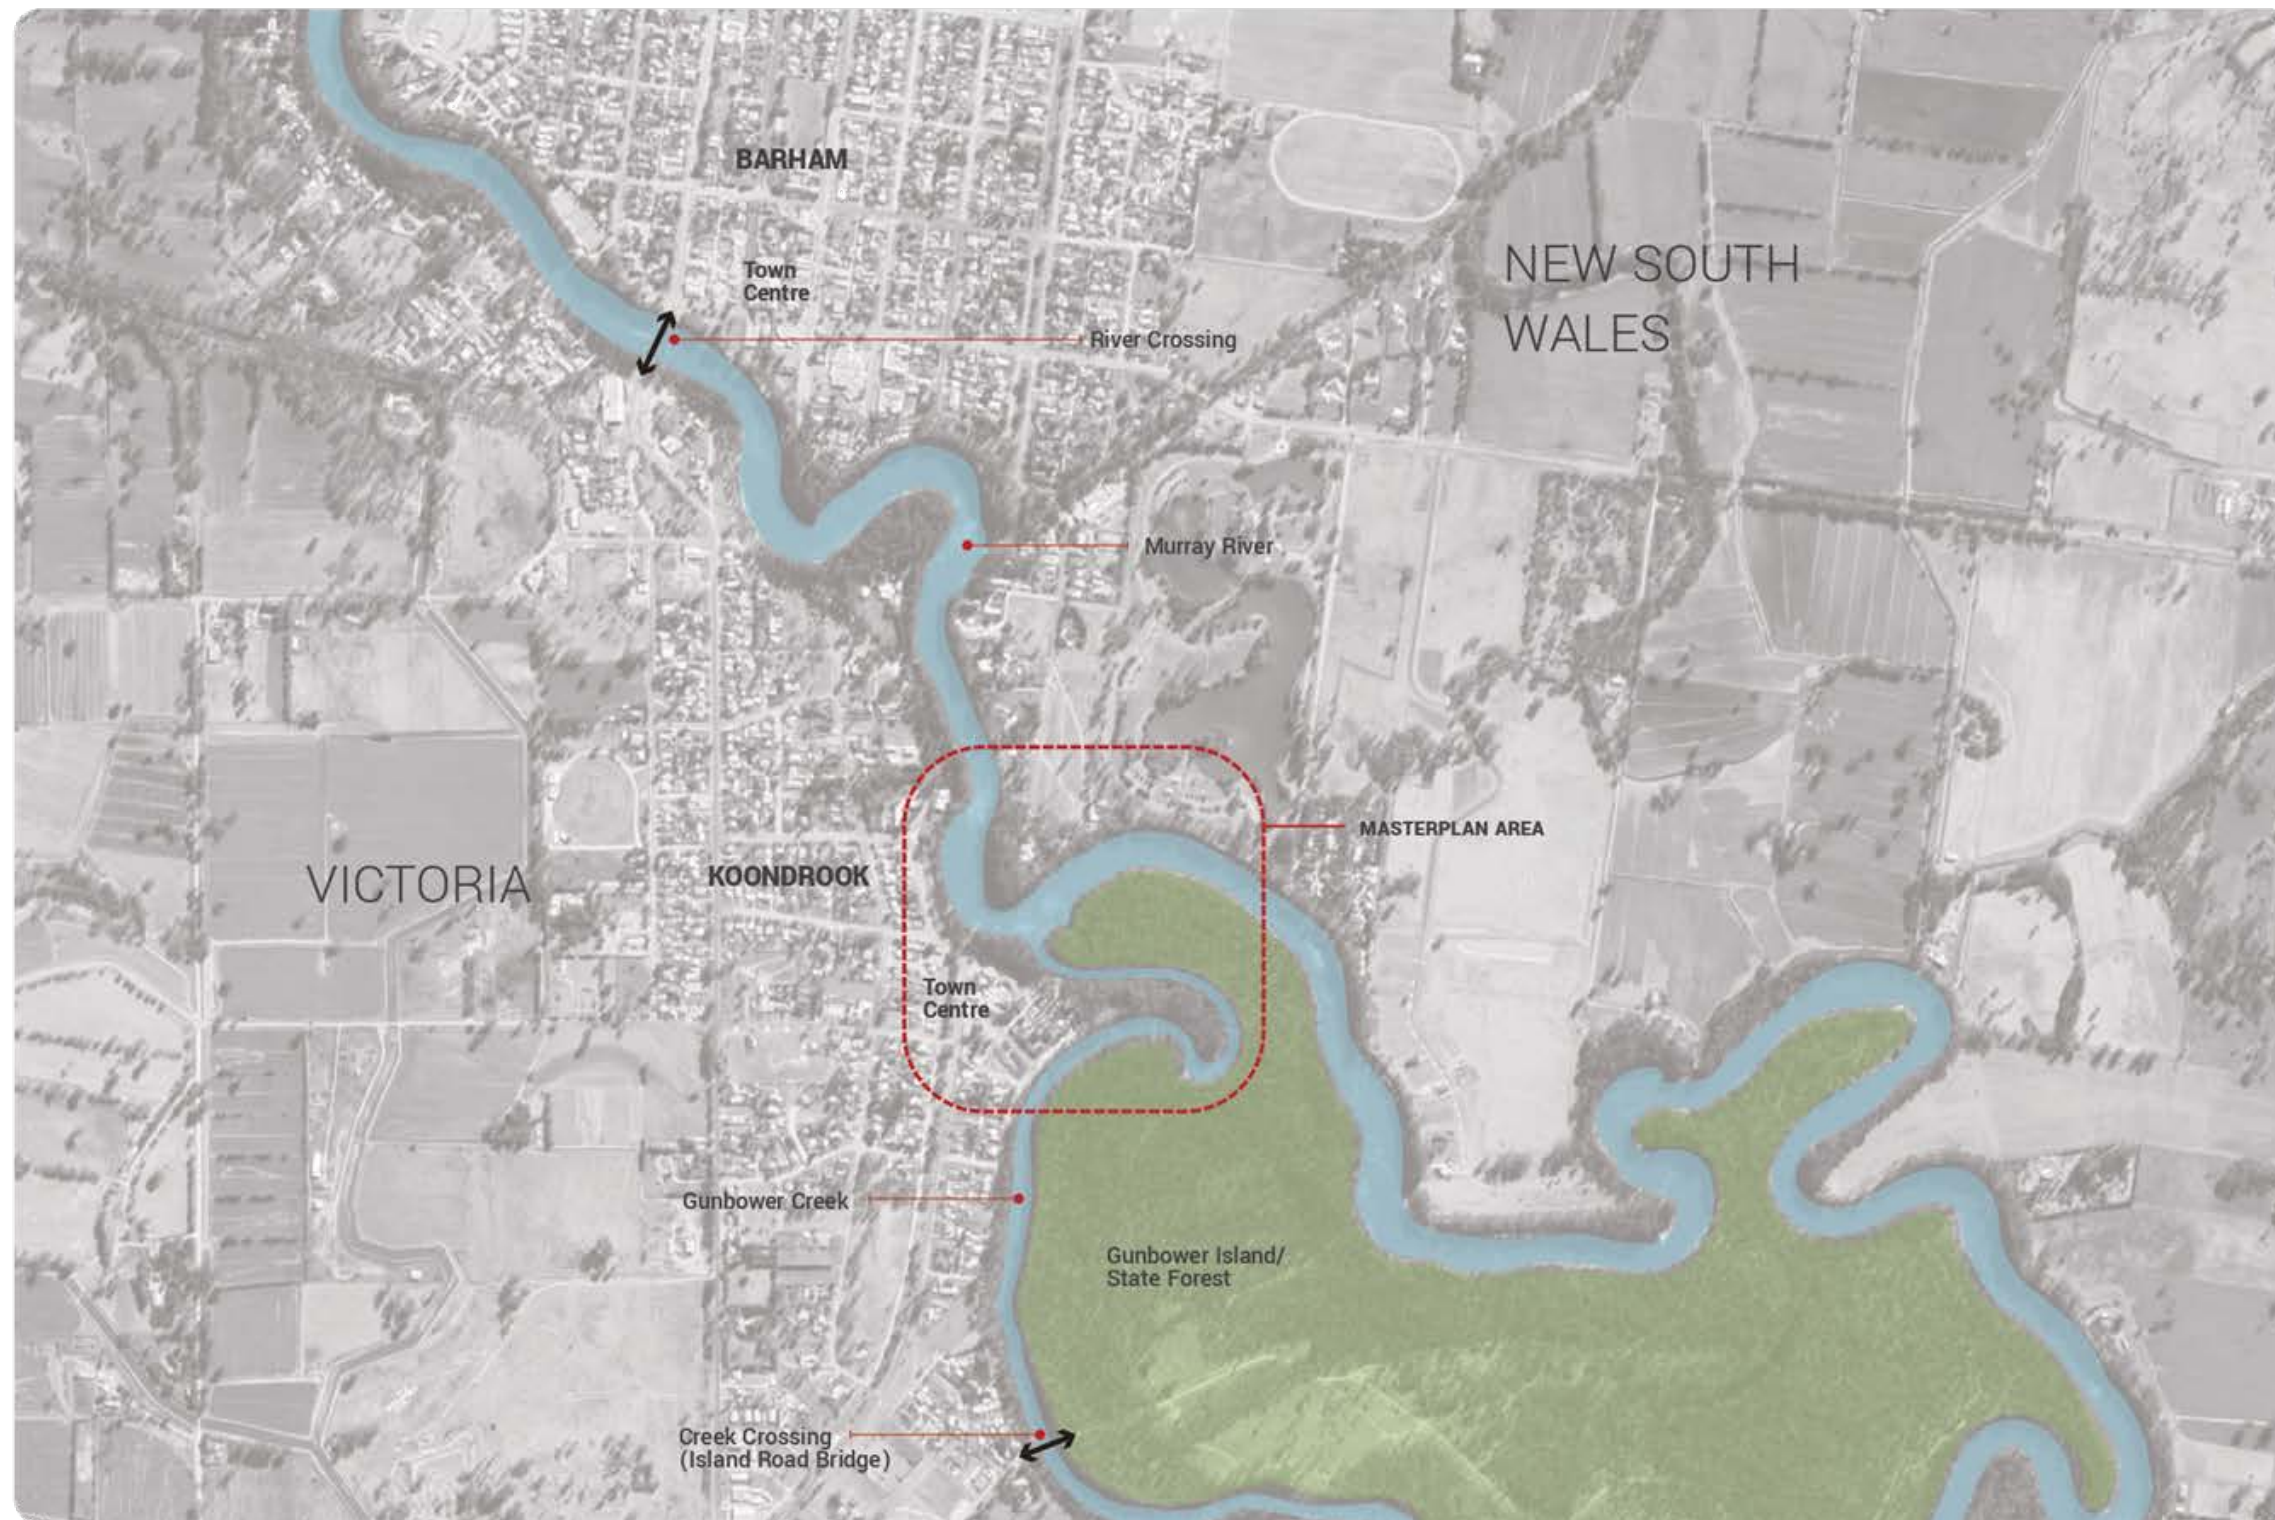 BARHAM
Town
Centre
NEW SOUTH
WALES
River Crossing
Murray River
MASTERPLAN AREA
VICTORIA
KOONDROOK
Town
Centre
Gunbower Creek
Gunbower Island/
State Forest
Creek Crossing
(Island Road Bridge)